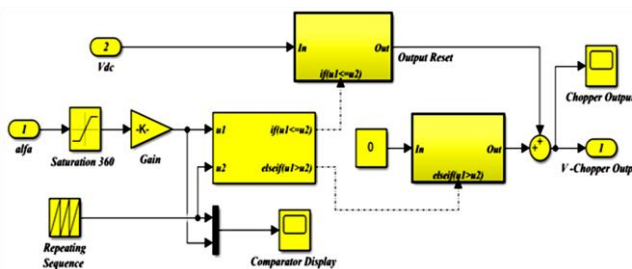 2
Vdc
In
Out
if(u1<=u2)
Output Reset
Chopper Output
1
alfa
Saturation 360
-K-
Gain
u1
if(u1<=u2)
u2
elseif(u1>u2)
0
In
Out
elseif(u1>u2)
+
+
1
V-Chopper Outp
Repeating
Sequence
Comparator Display